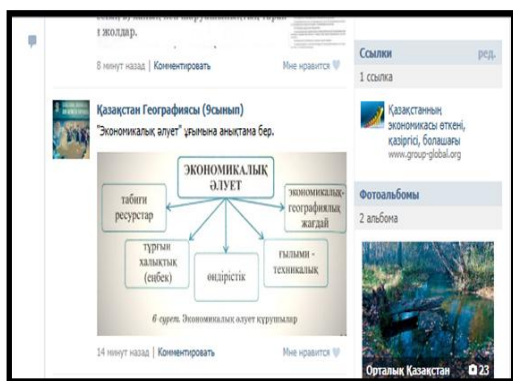 жолдар.
8 минут назад | Комментировать
Мне нравится
Қазақстан Географиясы (9сынып)
"Экономикалық әлует" ұғымына анықтама бер.
ЭКОНОМИКАЛЫҚ
ӘЛУЕТ
табиғи
ресурстар
экономикалық-
географиялық
жағдай
тұрғын
халықтық
(еңбек)
өндірістік
ғылыми -
техникалық
6-сурет. Экономикалық әлует құрушылар
14 минут назад | Комментировать
Мне нравится
Ссылки
ред.
1 ссылка
Қазақстанның
экономикасы өткені,
қазіргісі, болашағы
www.group-global.org
Фотоальбомы
2 альбома
Орталық Қазақстан
23